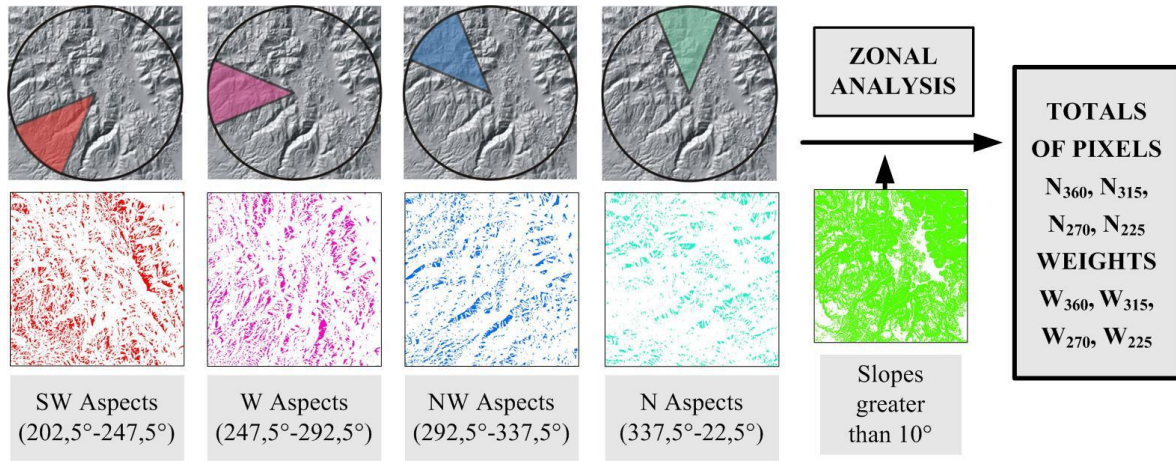 ZONAL
ANALYSIS
TOTALS
OF PIXELS
N360, N315,
N270, N225
WEIGHTS
W360, W315,
W270, W225
SW Aspects
(202,5°-247,5°)
W Aspects
(247,5°-292,5°)
NW Aspects
(292,5°-337,5°)
N Aspects
(337,5°-22,5°)
Slopes
greater
than 10°